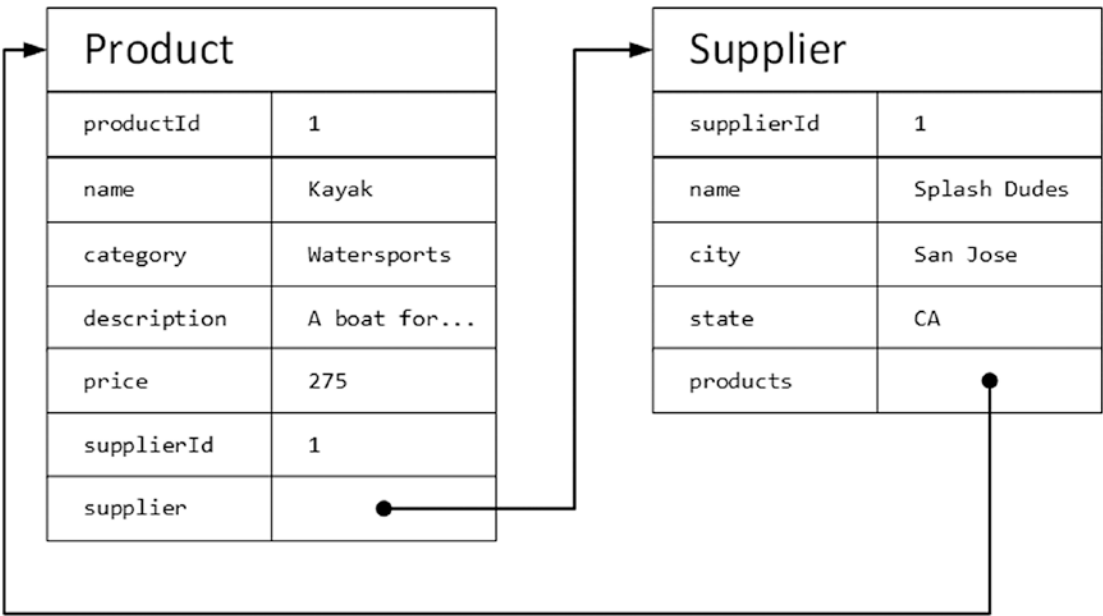 Product
productId 1
name Kayak
category Watersports
description A boat for...
price 275
supplierId 1
supplier
Supplier
supplierId 1
name Splash Dudes
city San Jose
state CA
products